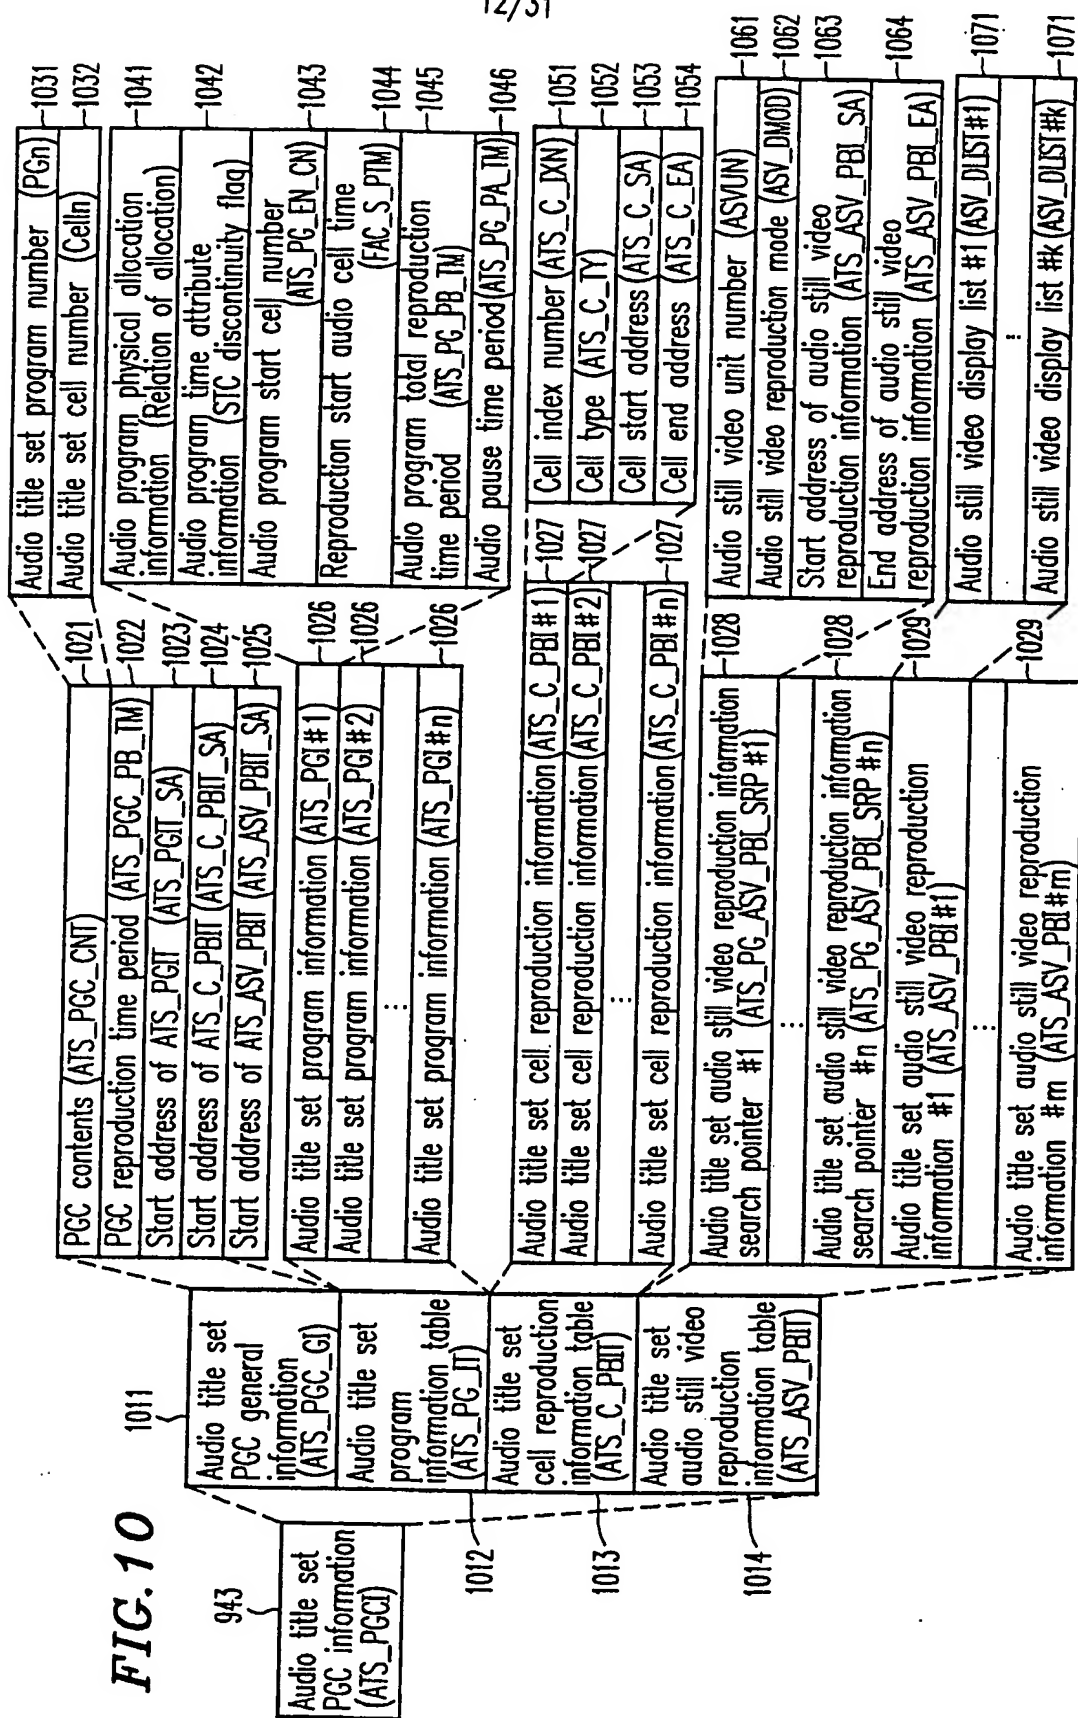 12/31
FIG. 10
943
Audio title set
PGC information
(ATS_PGCI)
1011
Audio title set
PGC general
information
(ATS_PGC_GI)
Audio title set
program
information table
(ATS_PG_IT)
1012
Audio title set
cell reproduction
information table
(ATS_C_PBIT)
1013
Audio title set
audio still video
reproduction
information table
(ATS_ASV_PBIT)
1014
PGC contents (ATS_PGC_CNT)
1021
PGC reproduction time period (ATS_PGC_PB_TM)
1022
Start address of ATS_PGIT (ATS_PGIT_SA)
1023
Start address of ATS_C_PBIT (ATS_C_PBIT_SA)
1024
Start address of ATS_ASV_PBIT (ATS_ASV_PBIT_SA)
1025
Audio title set program information (ATS_PGI#1)
1026
Audio title set program information (ATS_PGI#2)
1026
...
Audio title set program information (ATS_PGI#n)
1026
Audio title set cell reproduction information (ATS_C_PBI#1)
1027
Audio title set cell reproduction information (ATS_C_PBI#2)
1027
...
Audio title set cell reproduction information (ATS_C_PBI#n)
1027
Audio title set audio still video reproduction information
search pointer #1 (ATS_PG_ASV_PBI_SRP#1)
1028
...
Audio title set audio still video reproduction information
search pointer #n (ATS_PG_ASV_PBI_SRP#n)
1028
Audio title set audio still video reproduction
information #1 (ATS_ASV_PBI#1)
1029
...
Audio title set audio still video reproduction
information #m (ATS_ASV_PBI#m)
1029
Audio title set program number (PGn)
1031
Audio title set cell number (Celln)
1032
Audio program physical allocation
information (Relation of allocation)
1041
Audio program time attribute
information (STC discontinuity flag)
1042
Audio program start cell number
(ATS_PG_EN_CN)
1043
Reproduction start audio cell time
(FAC_S_PTM)
1044
Audio program total reproduction
time period (ATS_PG_PB_TM)
1045
Audio pause time period (ATS_PG_PA_TM)
1046
Cell index number (ATS_C_IXN)
1051
Cell type (ATS_C_TY)
1052
Cell start address (ATS_C_SA)
1053
Cell end address (ATS_C_EA)
1054
Audio still video unit number (ASVUN)
1061
Audio still video reproduction mode (ASV_DMOD)
1062
Start address of audio still video
reproduction information (ATS_ASV_PBI_SA)
1063
End address of audio still video
reproduction information (ATS_ASV_PBI_EA)
1064
Audio still video display list #1 (ASV_DLIST#1)
1071
...
Audio still video display list #k (ASV_DLIST#k)
1071